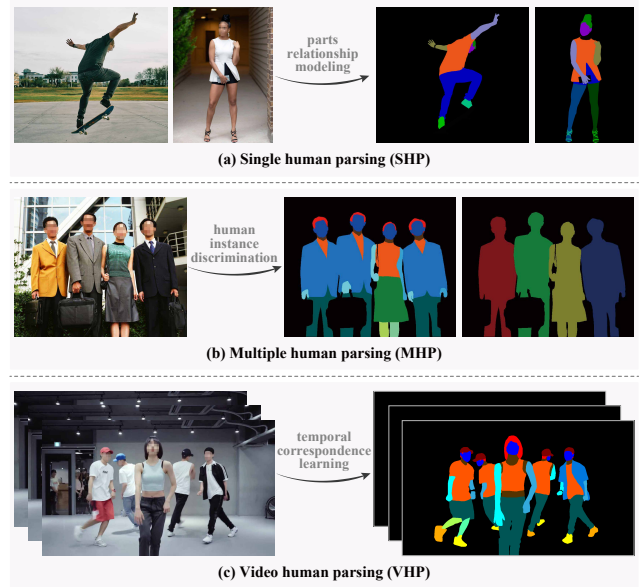 parts
relationship
modeling
(a) Single human parsing (SHP)
human
instance
discrimination
(b) Multiple human parsing (MHP)
temporal
correspondence
learning
(c) Video human parsing (VHP)